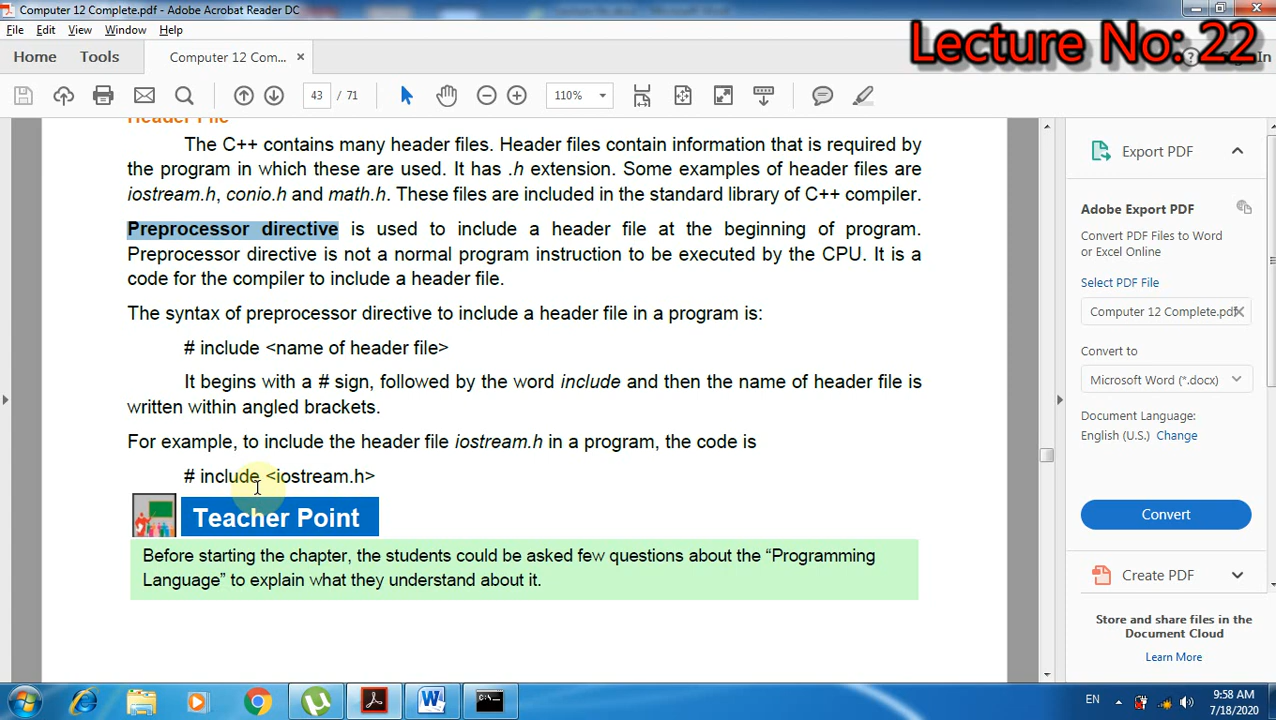 Computer 12 Complete.pdf - Adobe Acrobat Reader DC
File Edit View Window Help
Lecture No: 22
Home Tools Computer 12 Com... × In
43 / 71 110%
Header File
The C++ contains many header files. Header files contain information that is required by
the program in which these are used. It has .h extension. Some examples of header files are
iostream.h, conio.h and math.h. These files are included in the standard library of C++ compiler.
Preprocessor directive is used to include a header file at the beginning of program.
Preprocessor directive is not a normal program instruction to be executed by the CPU. It is a
code for the compiler to include a header file.
The syntax of preprocessor directive to include a header file in a program is:
# include <name of header file>
It begins with a # sign, followed by the word include and then the name of header file is
written within angled brackets.
For example, to include the header file iostream.h in a program, the code is
# include <iostream.h>
Teacher Point
Before starting the chapter, the students could be asked few questions about the “Programming
Language” to explain what they understand about it.
Export PDF
Adobe Export PDF
Convert PDF Files to Word
or Excel Online
Select PDF File
Computer 12 Complete.pdf
Convert to
Microsoft Word (*.docx)
Document Language:
English (U.S.) Change
Convert
Create PDF
Store and share files in the
Document Cloud
Learn More
EN
9:58 AM
7/18/2020